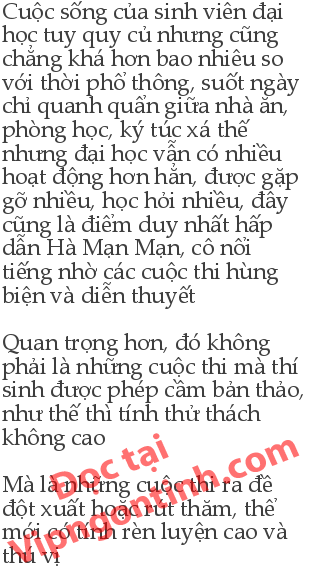 Cuộc sống của sinh viên đại
học tuy quy củ nhưng cũng
chẳng khá hơn bao nhiêu so
với thời phổ thông, suốt ngày
chỉ quanh quẩn giữa nhà ăn,
phòng học, ký túc xá thế
nhưng đại học vẫn có nhiều
hoạt động hơn hẳn, được gặp
gỡ nhiều, học hỏi nhiều, đây
cũng là điểm duy nhất hấp
dẫn Hà Mạn Mạn, cô nổi
tiếng nhờ các cuộc thi hùng
biện và diễn thuyết
Quan trọng hơn, đó không
phải là những cuộc thi mà thí
sinh được phép cầm bản thảo,
như thế thì tính thử thách
không cao
Đọc tại
Vipngontinh.com
Mà là những cuộc thi ra đề
đột xuất hoặc rút thăm, thế
mới có tính rèn luyện cao và
thú vị